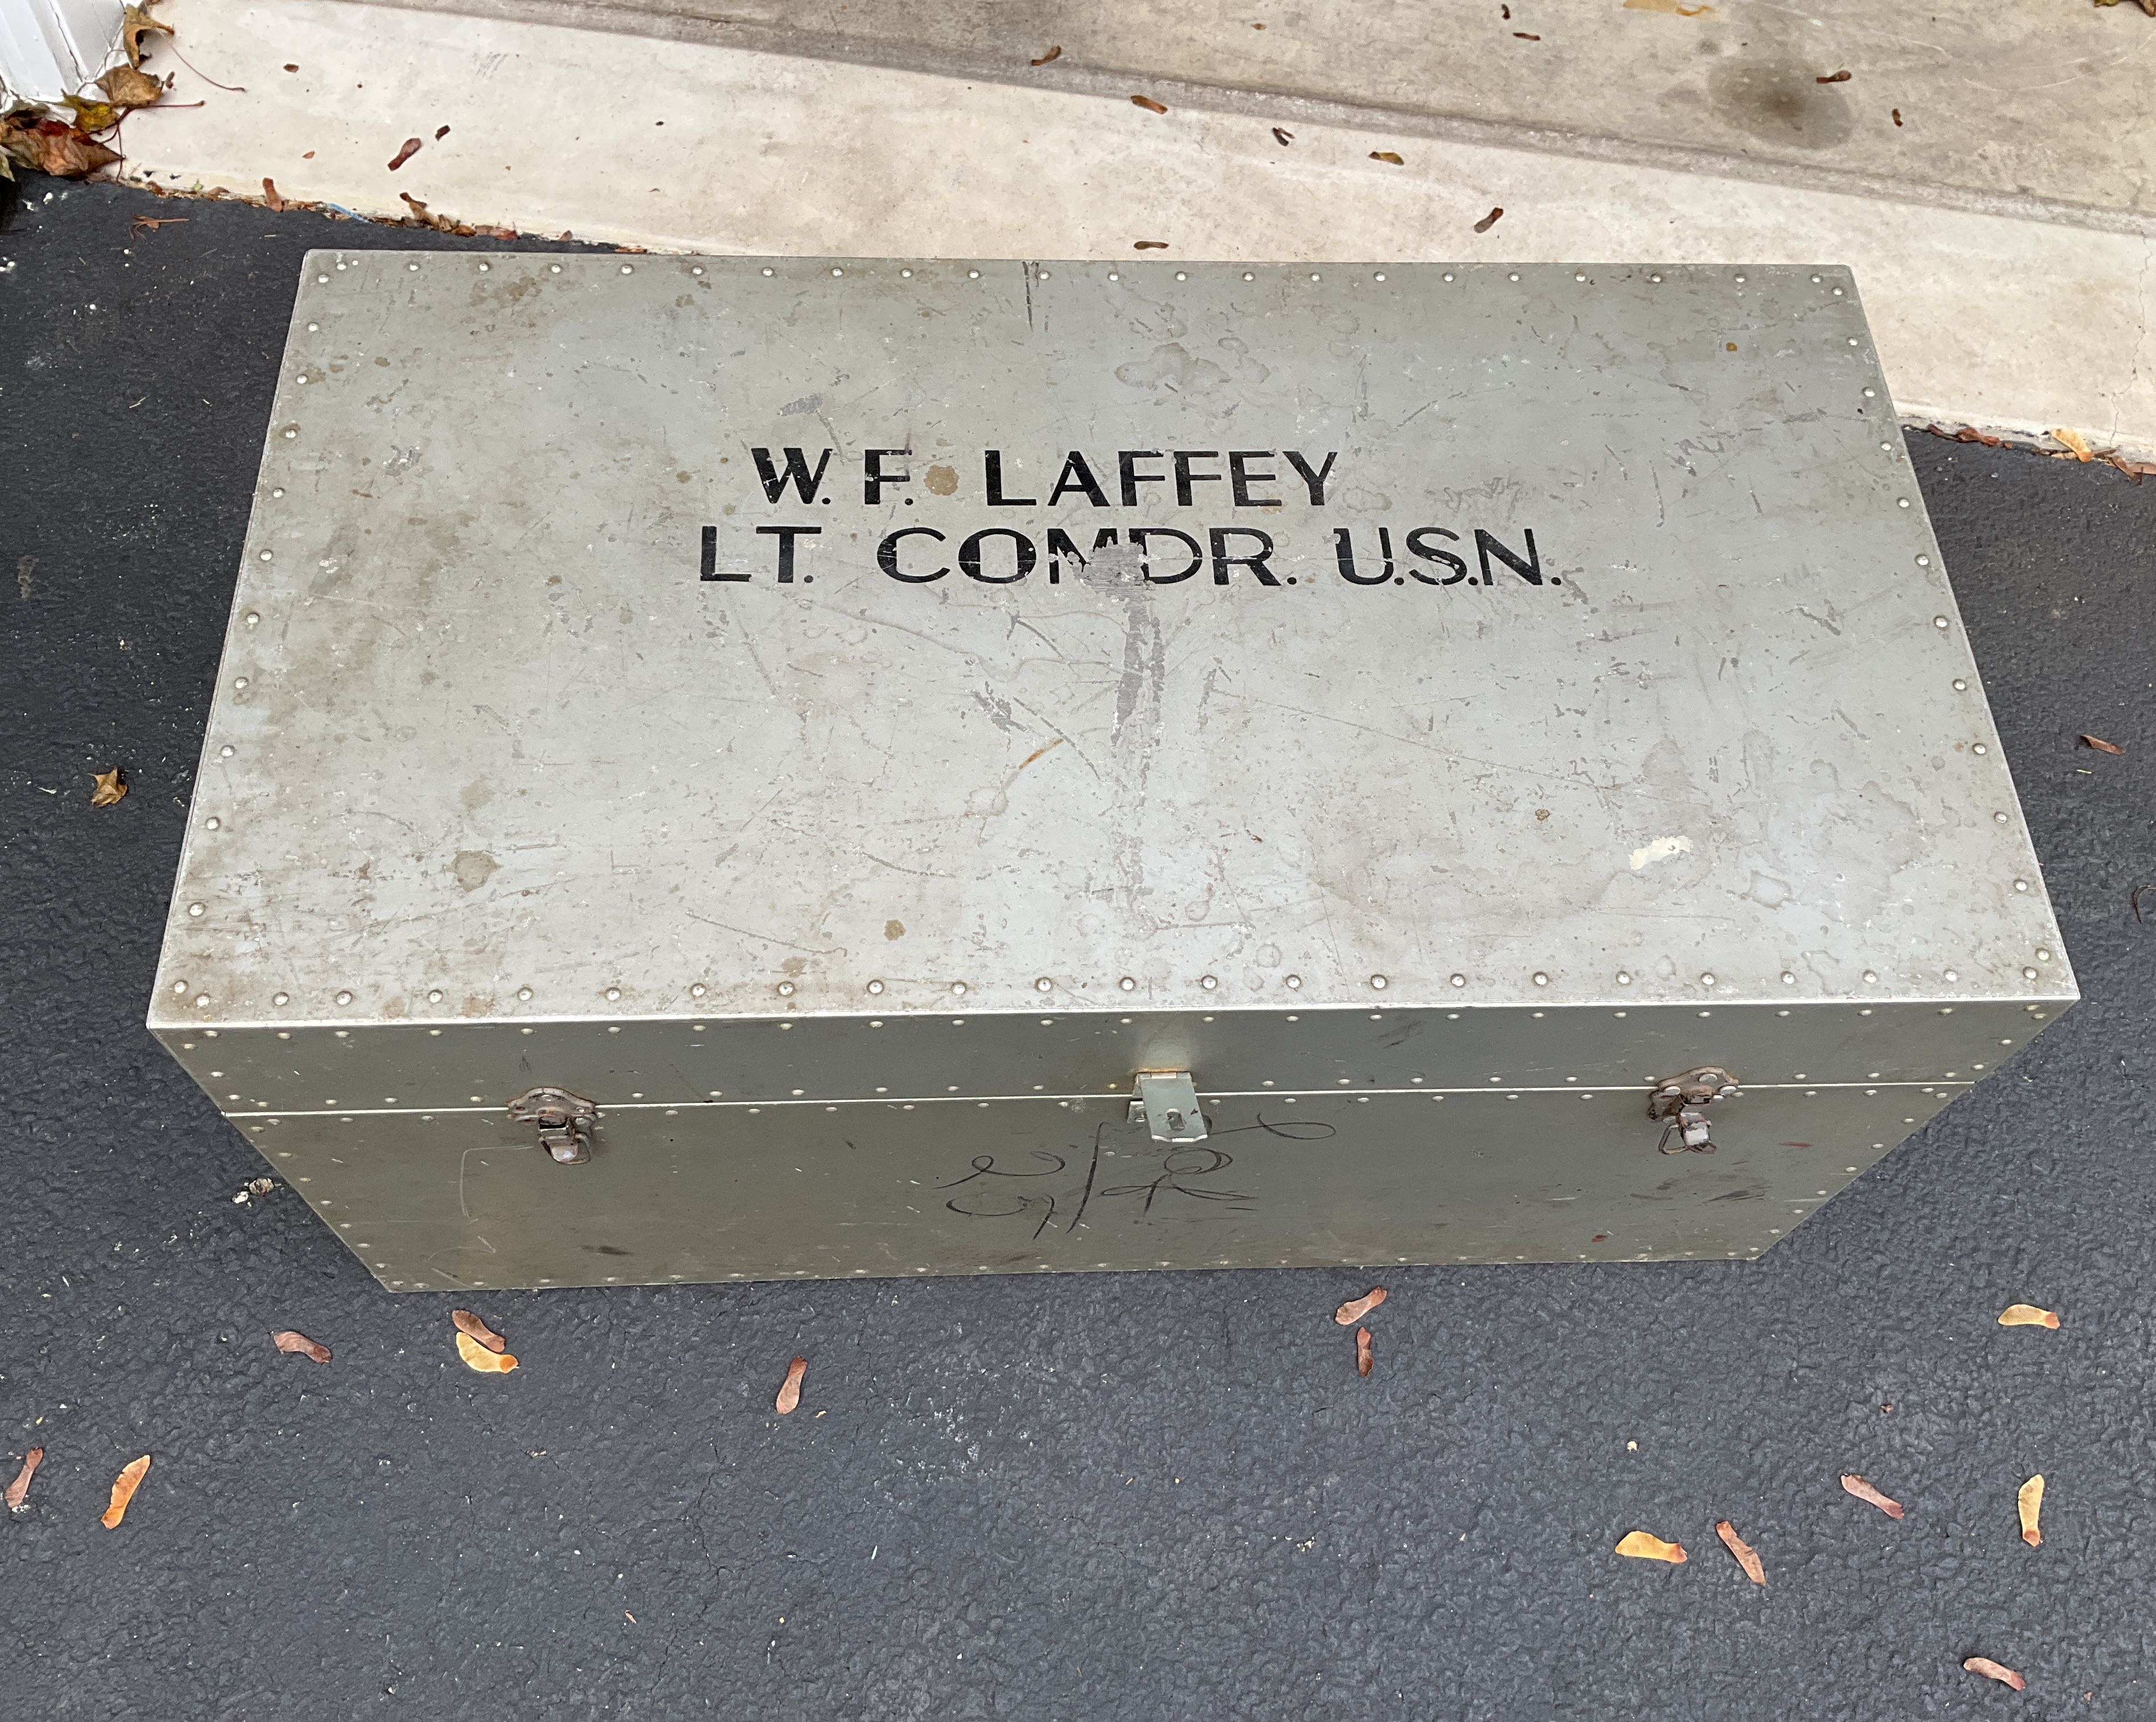 W. F. LAFFEY
LT. COMDR. U.S.N.